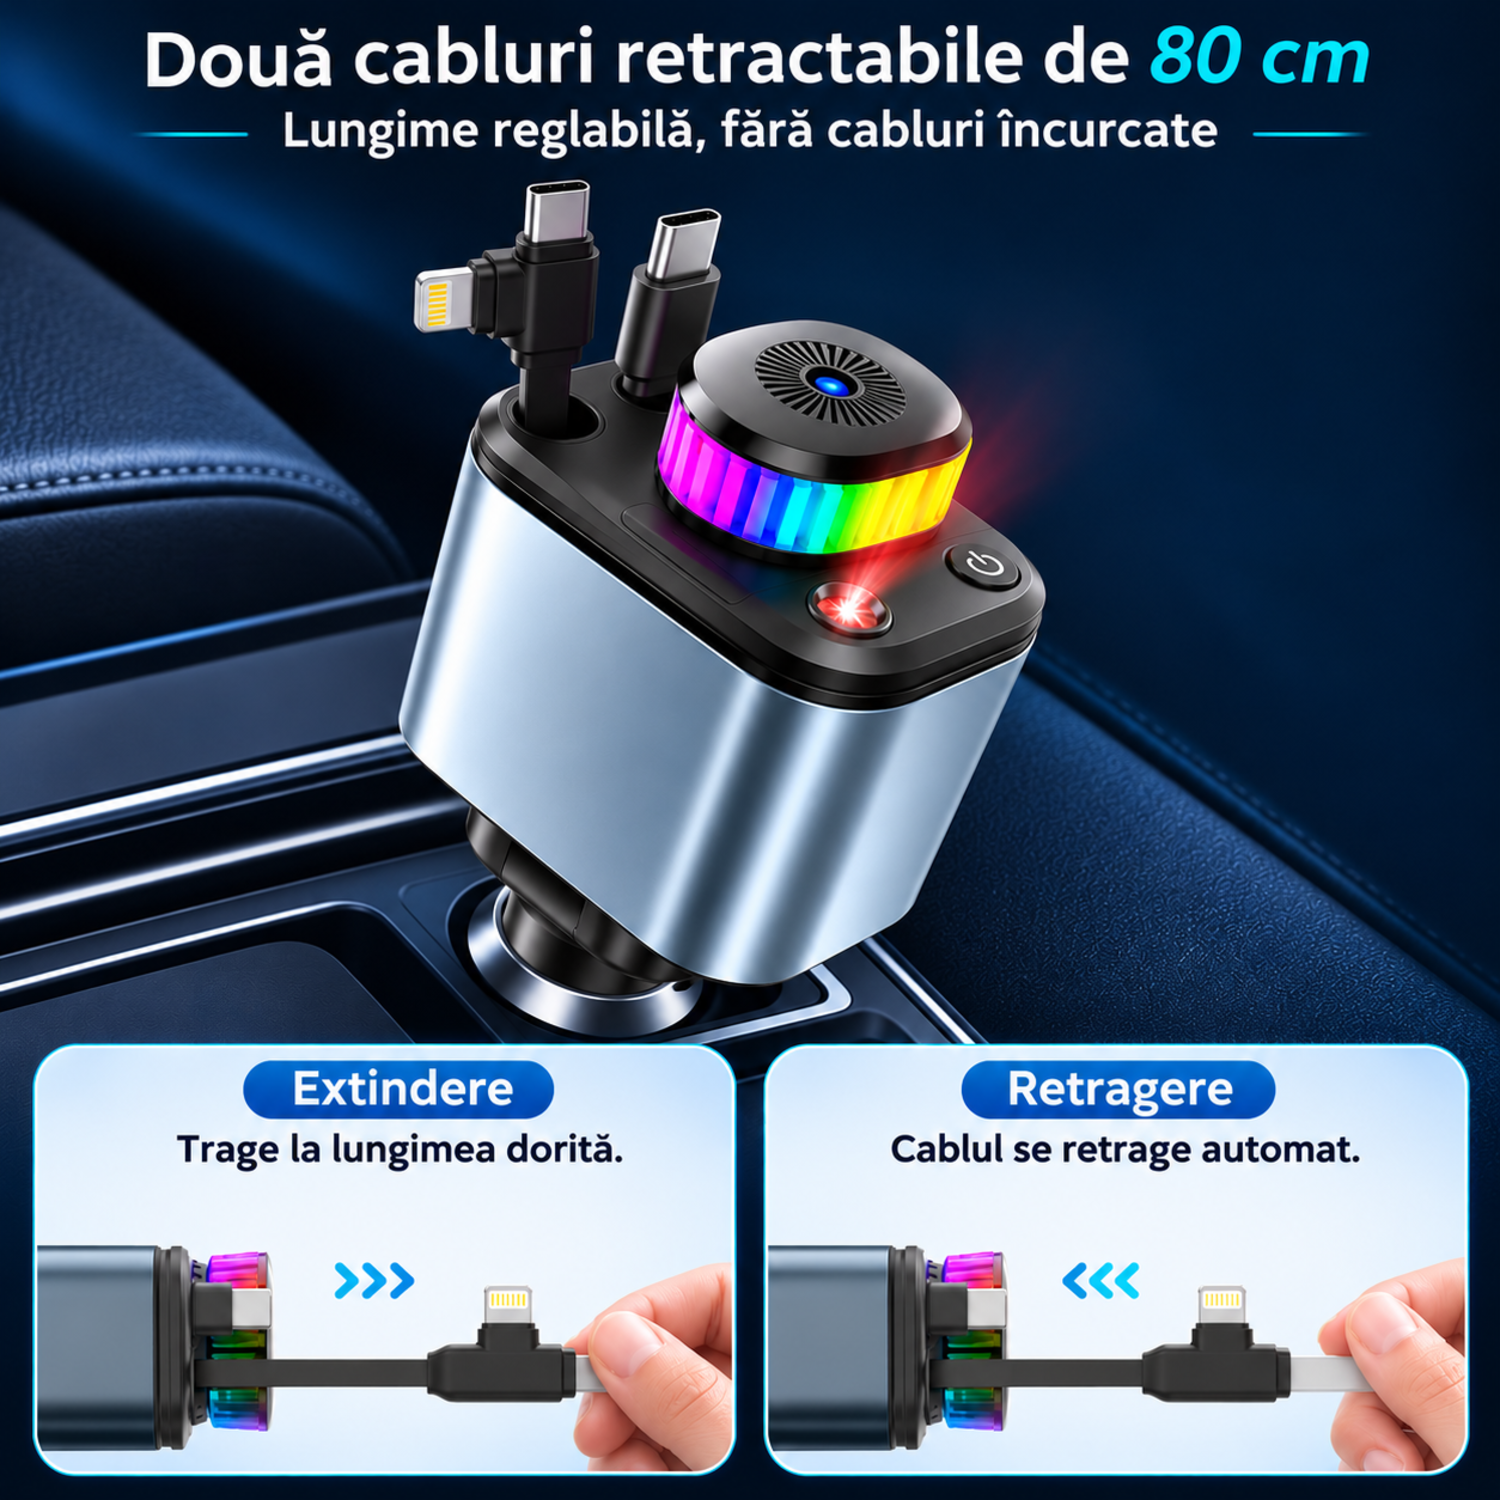 Două cabluri retractabile de 80 cm
Lungime reglabilă, fără cabluri încurcate
Extindere
Trage la lungimea dorită.
Retragere
Cablul se retrage automat.